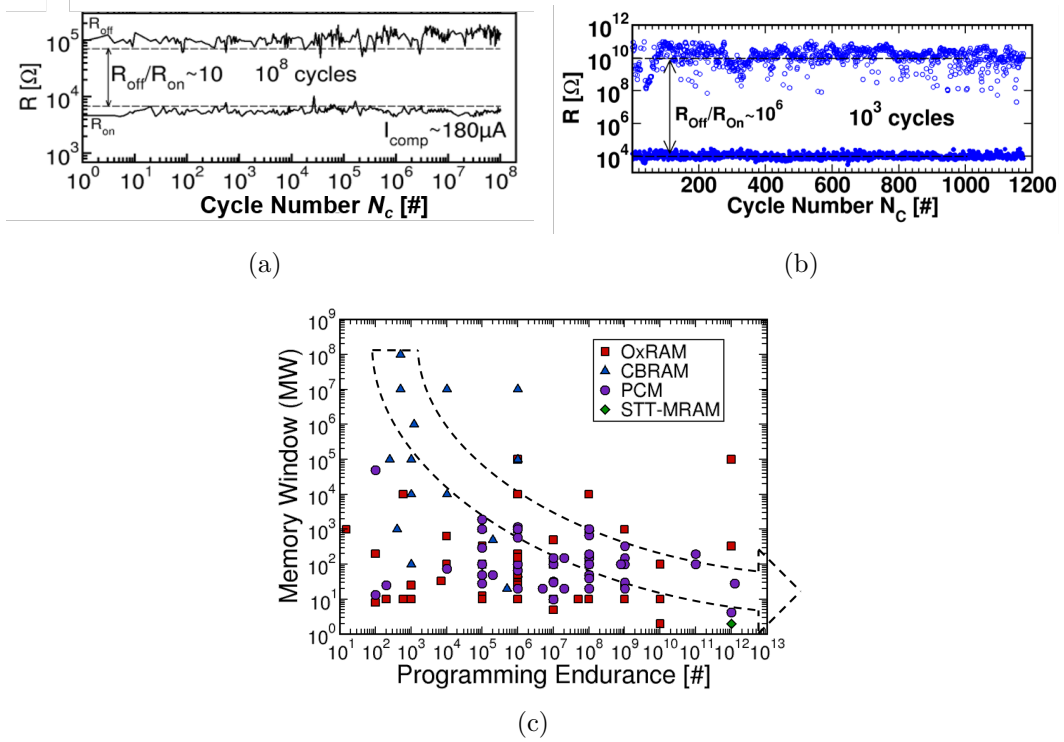 R_off
R_off/R_on~10 10^8 cycles
R_on
I_comp~180μA
10^5
10^4
10^3
R [Ω]
10^0 10^1 10^2 10^3 10^4 10^5 10^6 10^7 10^8
Cycle Number N_c [#]
(a)
10^12
10^10
10^8
10^6
10^4
R [Ω]
R_Off/R_On~10^6 10^3 cycles
200 400 600 800 1000 1200
Cycle Number N_C [#]
(b)
10^9
10^8
10^7
10^6
10^5
10^4
10^3
10^2
10^1
10^0
Memory Window (MW)
OxRAM
CBRAM
PCM
STT-MRAM
10^1 10^2 10^3 10^4 10^5 10^6 10^7 10^8 10^9 10^10 10^11 10^12 10^13
Programming Endurance [#]
(c)